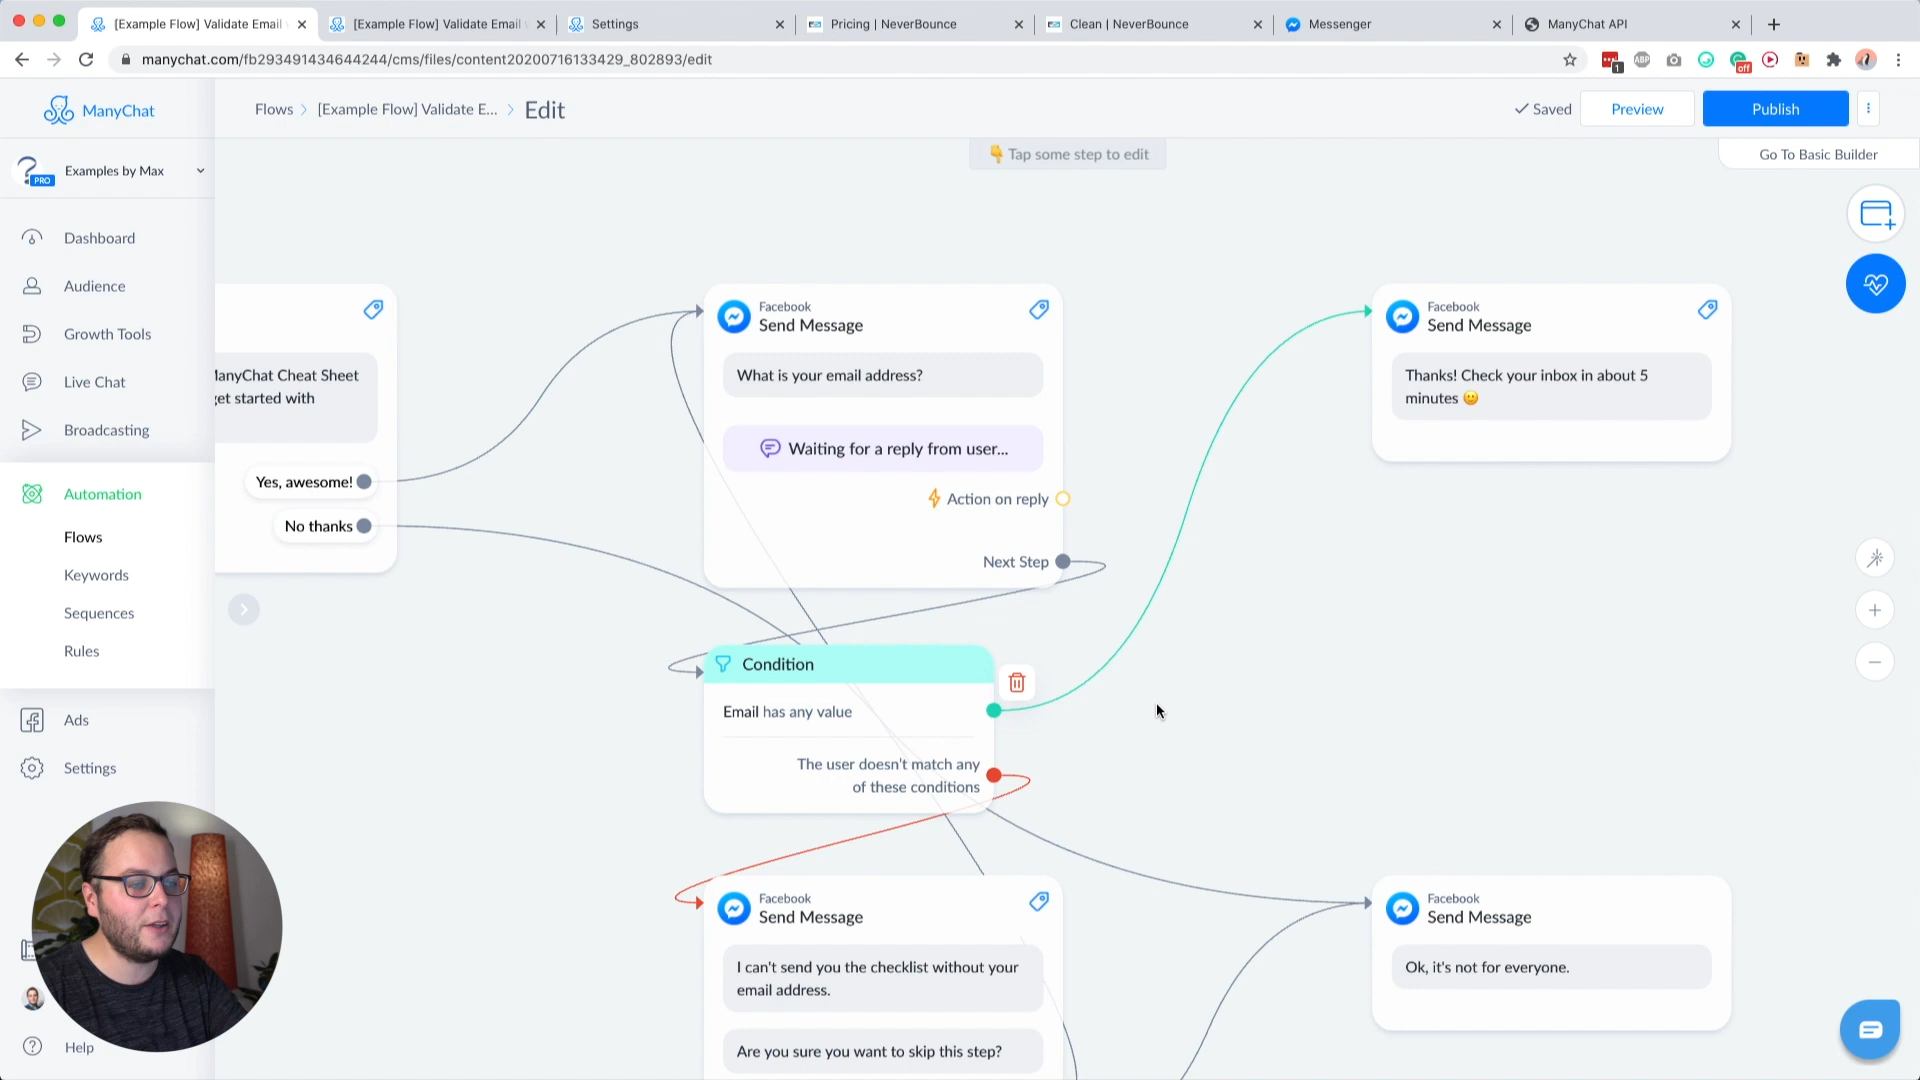 [Example Flow] Validate Email
[Example Flow] Validate Email
Settings
Pricing | NeverBounce
Clean | NeverBounce
Messenger
ManyChat API
manychat.com/fb293491434644244/cms/files/content20200716133429_802893/edit
1
ABP
off
ManyChat
Flows
[Example Flow] Validate E...
Edit
Saved
Preview
Publish
👇 Tap some step to edit
Go To Basic Builder
PRO
Examples by Max
Dashboard
Audience
Growth Tools
Live Chat
Broadcasting
Automation
Flows
Keywords
Sequences
Rules
Ads
Settings
Help
ManyChat Cheat Sheet
get started with
Yes, awesome!
No thanks
Facebook
Send Message
What is your email address?
Waiting for a reply from user...
Action on reply
Next Step
Condition
Email has any value
The user doesn't match any
of these conditions
Facebook
Send Message
I can't send you the checklist without your
email address.
Are you sure you want to skip this step?
Facebook
Send Message
Thanks! Check your inbox in about 5
minutes 🙂
Facebook
Send Message
Ok, it's not for everyone.